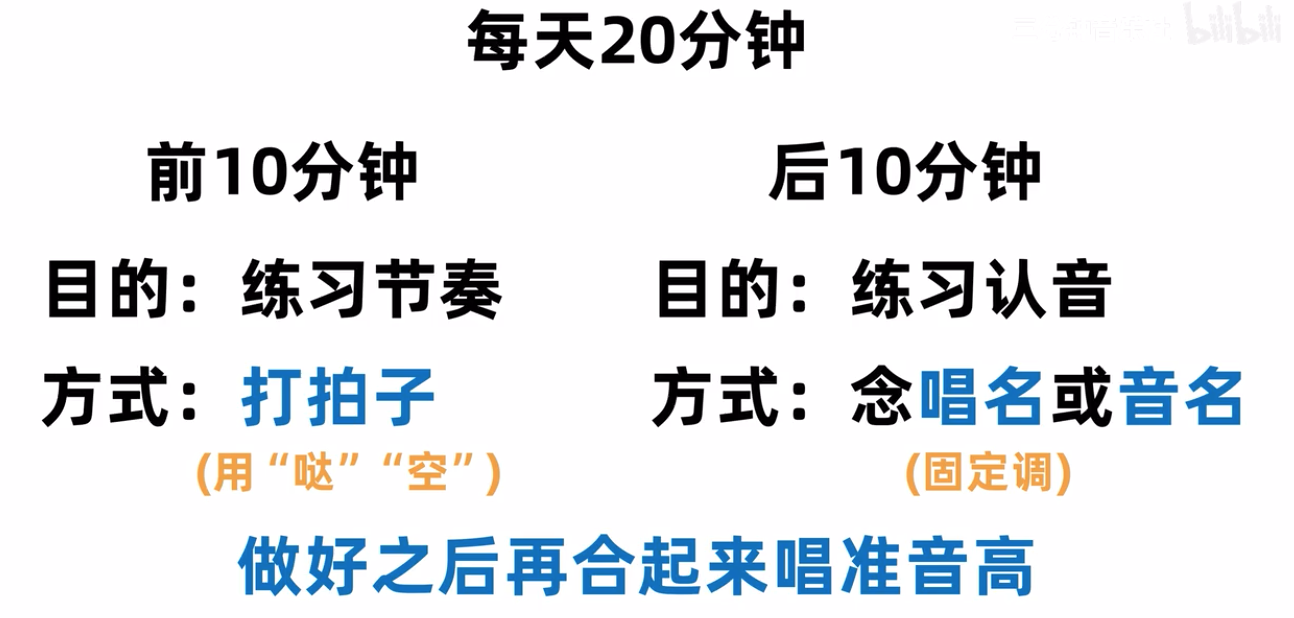 每天20分钟
bilibili
前10分钟
后10分钟
目的：练习节奏
目的：练习认音
方式：打拍子
方式：念唱名或音名
(用“哒”“空”)
(固定调)
做好之后再合起来唱准音高